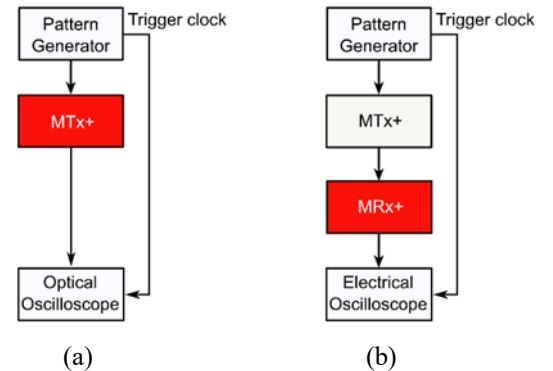 Pattern
Generator
Trigger clock
MTx+
Optical
Oscilloscope
(a)
Pattern
Generator
Trigger clock
MTx+
MRx+
Electrical
Oscilloscope
(b)